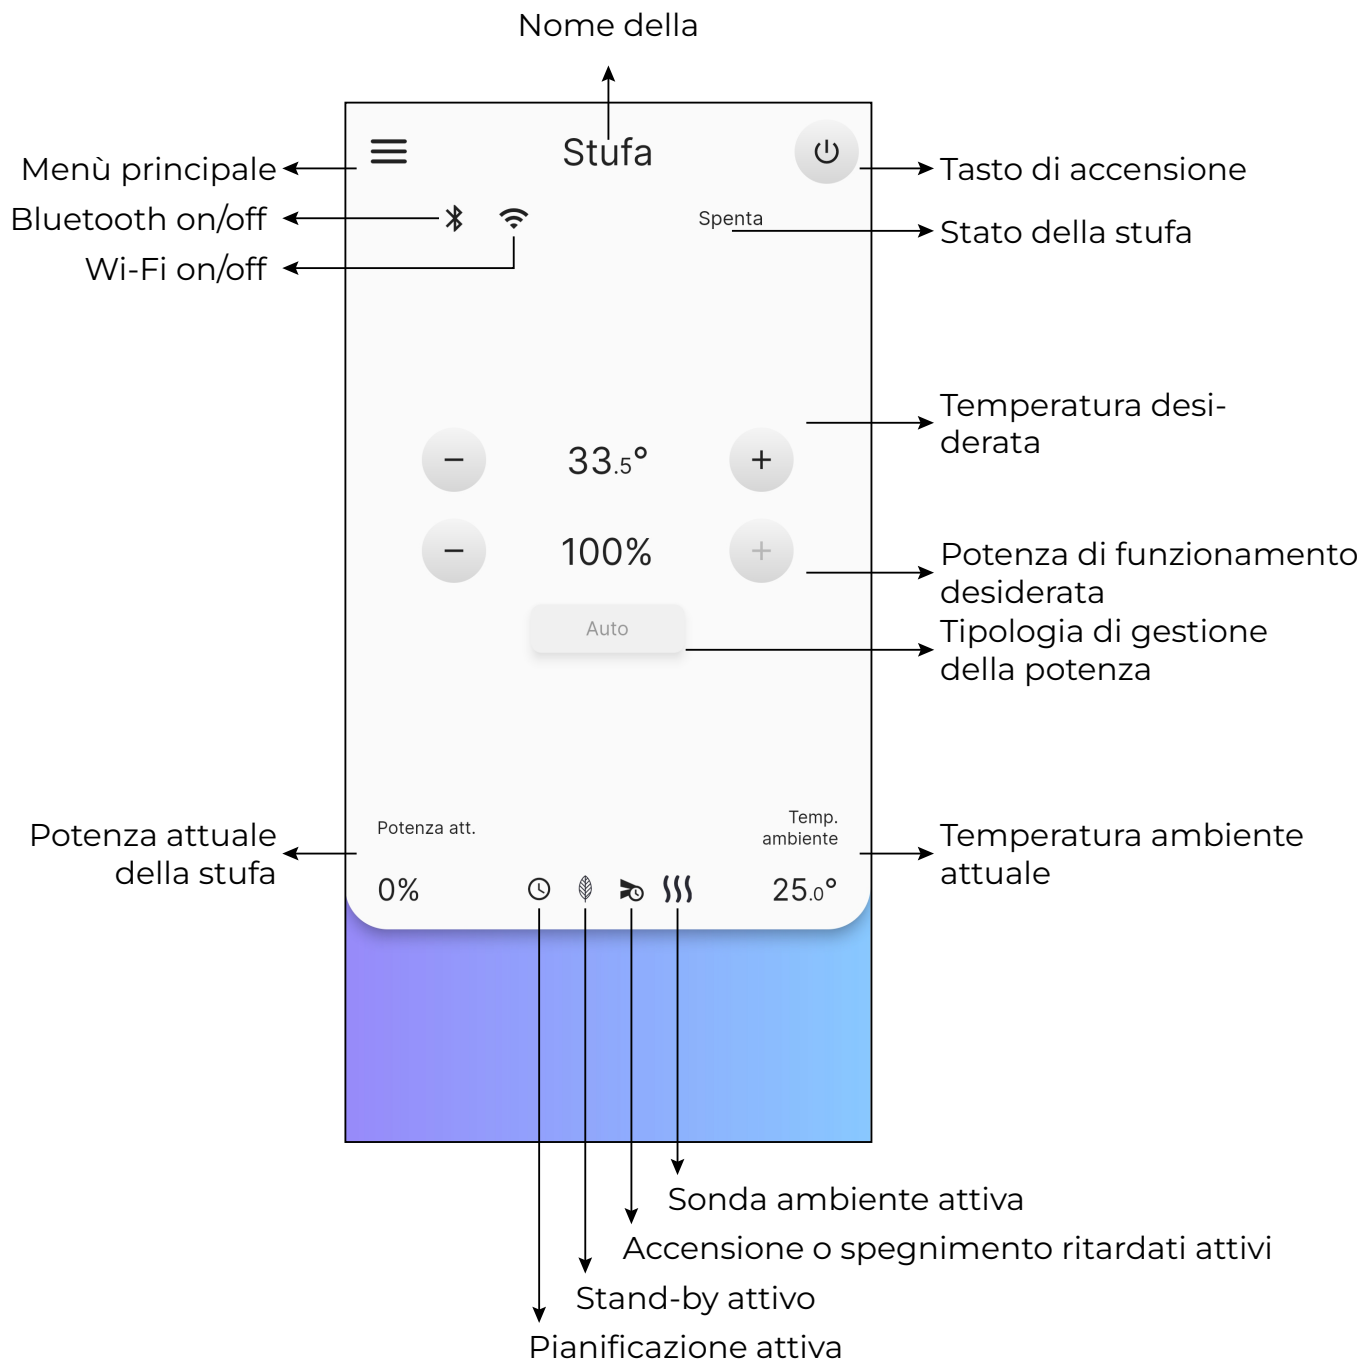 Nome della
Stufa
Menù principale
Tasto di accensione
Bluetooth on/off
Spenta
Stato della stufa
Wi-Fi on/off
Temperatura desi-
derata
33.5°
100%
Potenza di funzionamento
desiderata
Auto
Tipologia di gestione
della potenza
Potenza att.
Temp.
ambiente
Potenza attuale
della stufa
Temperatura ambiente
attuale
0%
25.0°
Sonda ambiente attiva
Accensione o spegnimento ritardati attivi
Stand-by attivo
Pianificazione attiva